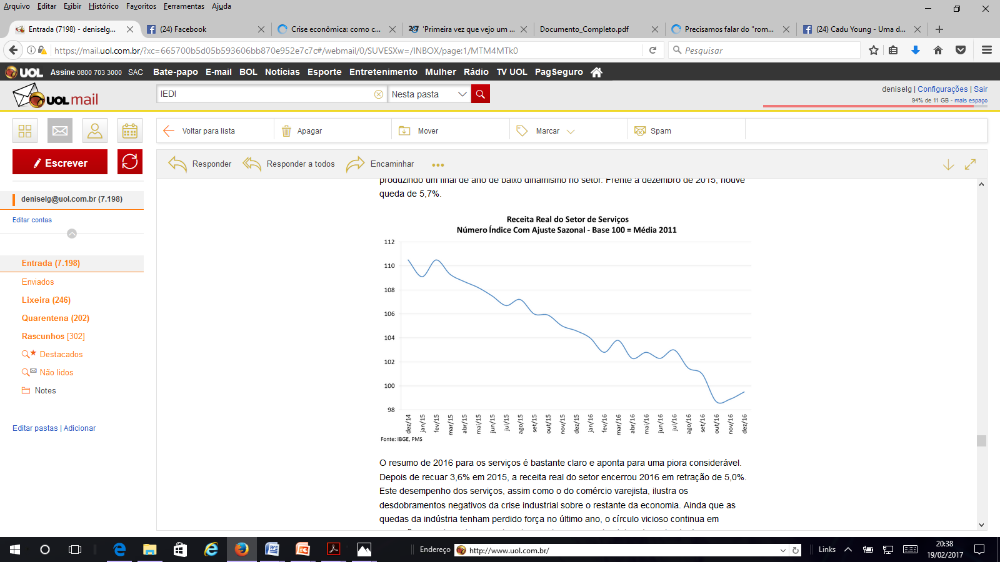 Arquivo Editar Exibir Histórico Favoritos Ferramentas Ajuda
Entrada (7198) - deniselg... (24) Facebook Crise econômica: como c... 'Primeira vez que vejo um ... Documento_Completo.pdf Precisamos falar do "rom... (24) Cadu Young - Uma d...
https://mail.uol.com.br/?xc=665700b5d05b593606bb870e952e7c7c#/webmail/0/SUVESXw=/INBOX/page:1/MTM4MTk0 Pesquisar
UOL Assine 0800 703 3000 SAC Bate-papo E-mail BOL Notícias Esporte Entretenimento Mulher Rádio TV UOL PagSeguro
UOL mail IEDI Nesta pasta
deniselg | Configurações | Sair
94% de 11 GB - mais espaço
Voltar para lista Apagar Mover Marcar Spam
Escrever
Responder Responder a todos Encaminhar
deniselg@uol.com.br (7.198)
Editar contas
Entrada (7.198)
Enviados
Lixeira (246)
Quarentena (202)
Rascunhos [302]
Destacados
Não lidos
Notes
Editar pastas | Adicionar
produzindo um final de ano de baixo dinamismo no setor. Frente a dezembro de 2015, houve
queda de 5,7%.
Receita Real do Setor de Serviços
Número Índice Com Ajuste Sazonal - Base 100 = Média 2011
112
110
108
106
104
102
100
98
dez/14 jan/15 fev/15 mar/15 abr/15 mai/15 jun/15 jul/15 ago/15 set/15 out/15 nov/15 dez/15 jan/16 fev/16 mar/16 abr/16 mai/16 jun/16 jul/16 ago/16 set/16 out/16 nov/16 dez/16
Fonte: IBGE, PMS
O resumo de 2016 para os serviços é bastante claro e aponta para uma piora considerável.
Depois de recuar 3,6% em 2015, a receita real do setor encerrou 2016 em retração de 5,0%.
Este desempenho dos serviços, assim como o do comércio varejista, ilustra os
desdobramentos negativos da crise industrial sobre o restante da economia. Ainda que as
quedas da indústria tenham perdido força no último ano, o círculo vicioso continua em
Endereço http://www.uol.com.br/ Links 20:38
19/02/2017